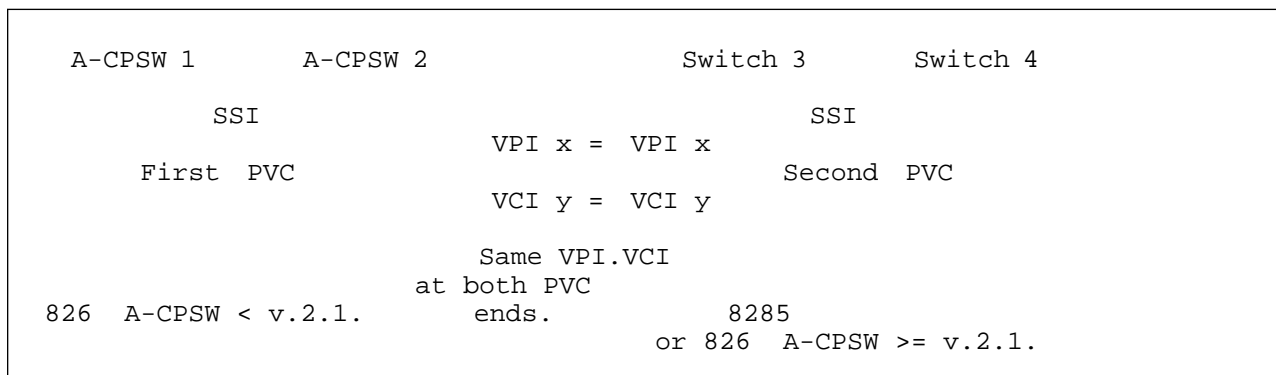 A-CPSW 1 A-CPSW 2 Switch 3 Switch 4
SSI SSI
VPI x = VPI x
First PVC Second PVC
VCI y = VCI y
Same VPI.VCI
at both PVC
826 A-CPSW < v.2.1. ends. 8285
or 826 A-CPSW >= v.2.1.